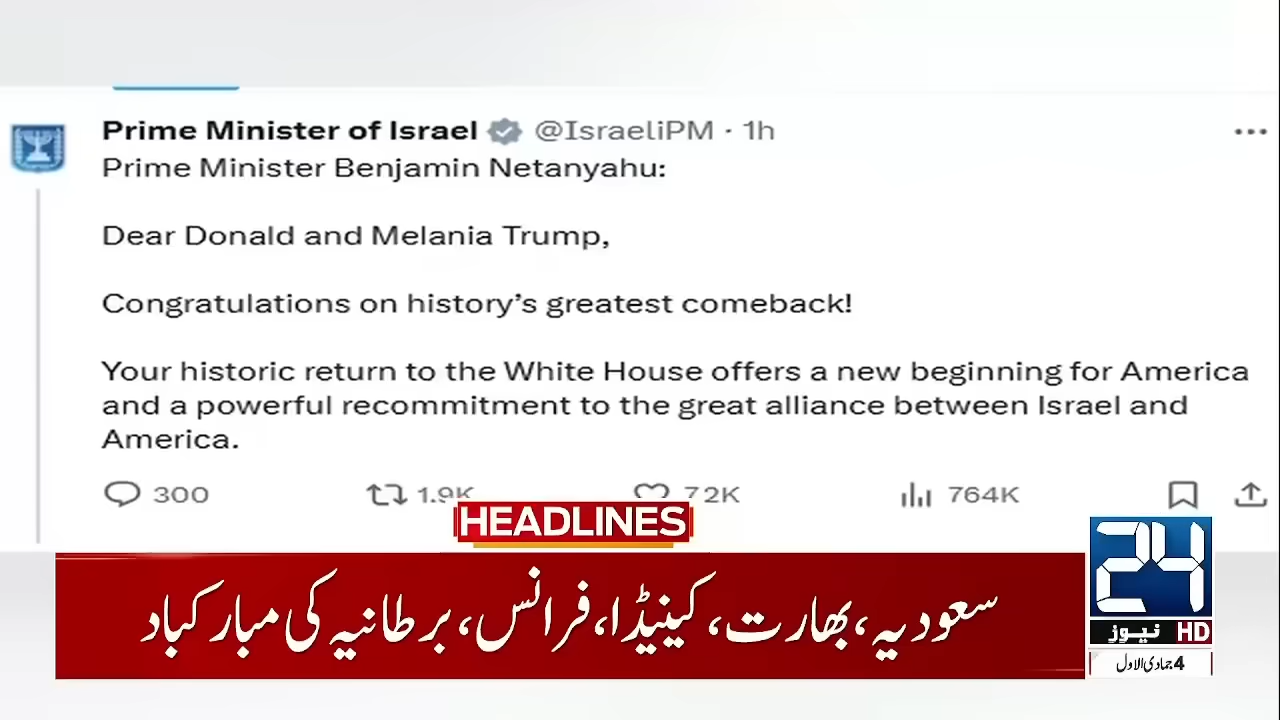 Prime Minister of Israel @IsraeliPM · 1h
Prime Minister Benjamin Netanyahu:
Dear Donald and Melania Trump,
Congratulations on history’s greatest comeback!
Your historic return to the White House offers a new beginning for America
and a powerful recommitment to the great alliance between Israel and
America.
300 1.9K 72K 764K
HEADLINES
سعودیہ، بھارت، کینیڈا، فرانس، برطانیہ کی مبارکباد
24
نیوز HD
4 جمادی الاول